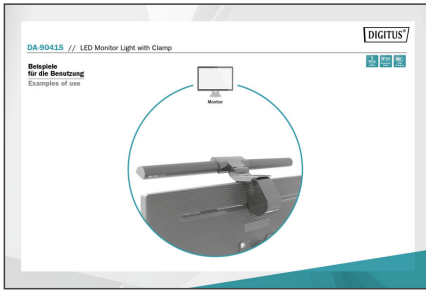 DIGITUS®
DA-90415 // LED Monitor Light with Clamp
Beispiele
für die Benutzung
Examples of use
Monitor